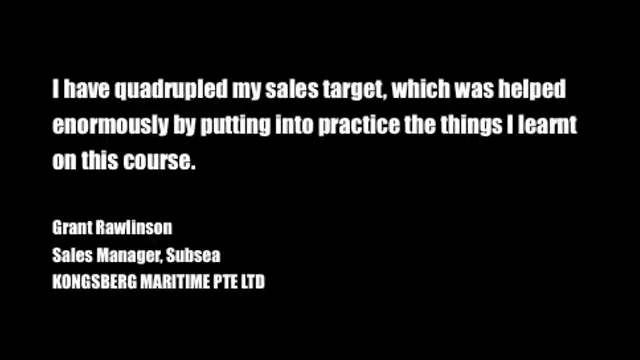 I have quadrupled my sales target, which was helped
enormously by putting into practice the things I learnt
on this course.
Grant Rawlinson
Sales Manager, Subsea
KONGSBERG MARITIME PTE LTD